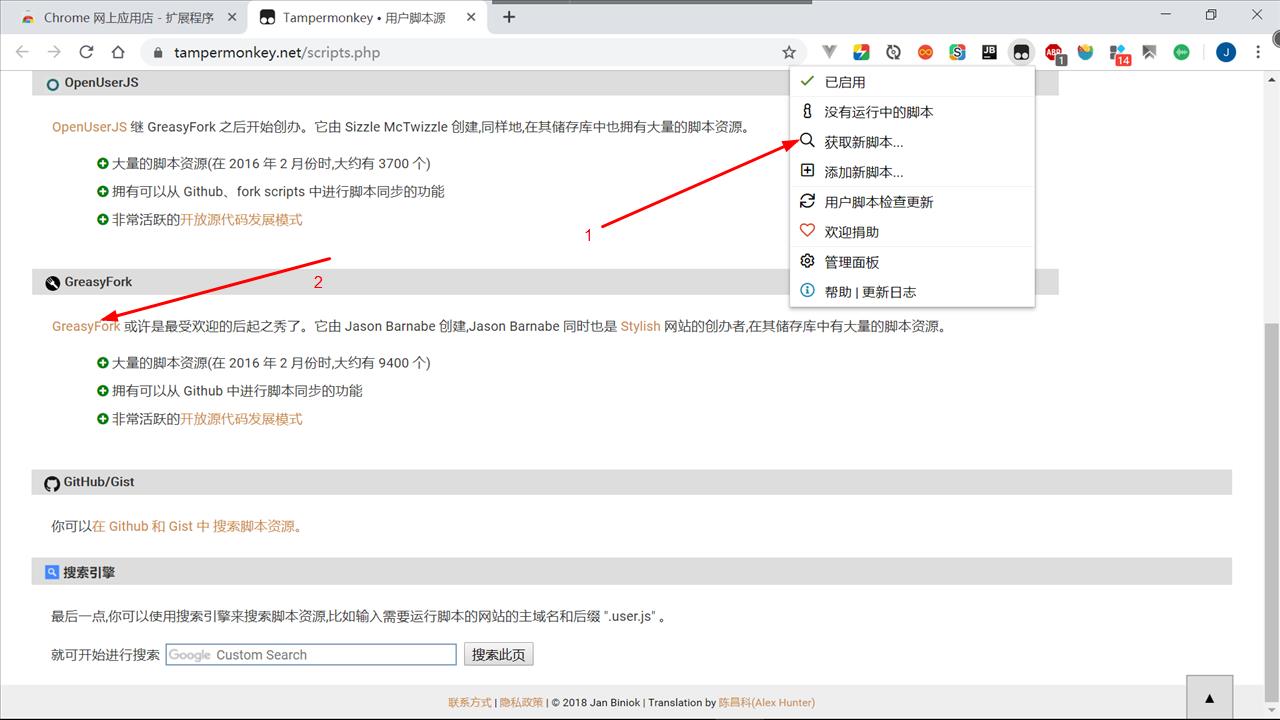 Chrome 网上应用店 - 扩展程序
Tampermonkey • 用户脚本源
tampermonkey.net/scripts.php
JB
ABP
1
14
J
已启用
没有运行中的脚本
获取新脚本...
添加新脚本...
用户脚本检查更新
欢迎捐助
管理面板
帮助 | 更新日志
OpenUserJS
OpenUserJS 继 GreasyFork 之后开始创办。它由 Sizzle McTwizzle 创建,同样地,在其储存库中也拥有大量的脚本资源。
大量的脚本资源(在 2016 年 2 月份时,大约有 3700 个)
拥有可以从 Github、fork scripts 中进行脚本同步的功能
非常活跃的开放源代码发展模式
1
2
GreasyFork
GreasyFork 或许是最受欢迎的后起之秀了。它由 Jason Barnabe 创建,Jason Barnabe 同时也是 Stylish 网站的创办者,在其储存库中有大量的脚本资源。
大量的脚本资源(在 2016 年 2 月份时,大约有 9400 个)
拥有可以从 Github 中进行脚本同步的功能
非常活跃的开放源代码发展模式
GitHub/Gist
你可以在 Github 和 Gist 中 搜索脚本资源。
搜索引擎
最后一点,你可以使用搜索引擎来搜索脚本资源,比如输入需要运行脚本的网站的主域名和后缀 ".user.js" 。
就可开始进行搜索 Google Custom Search 搜索此页
联系方式 | 隐私政策 | © 2018 Jan Biniok | Translation by 陈昌科(Alex Hunter)